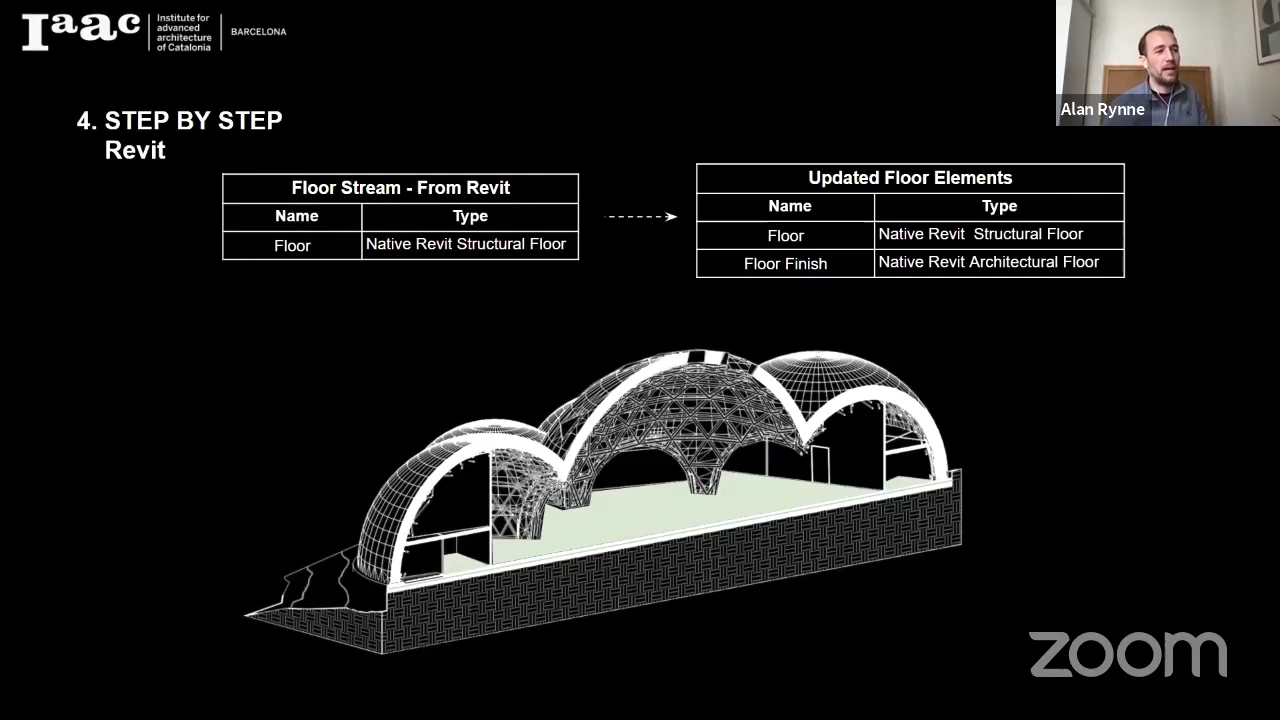 Iaac
Institute for
advanced
architecture
of Catalonia
BARCELONA
Alan Rynne
4. STEP BY STEP
Revit
Floor Stream - From Revit
Name Type
Floor Native Revit Structural Floor
Updated Floor Elements
Name Type
Floor Native Revit Structural Floor
Floor Finish Native Revit Architectural Floor
zoom